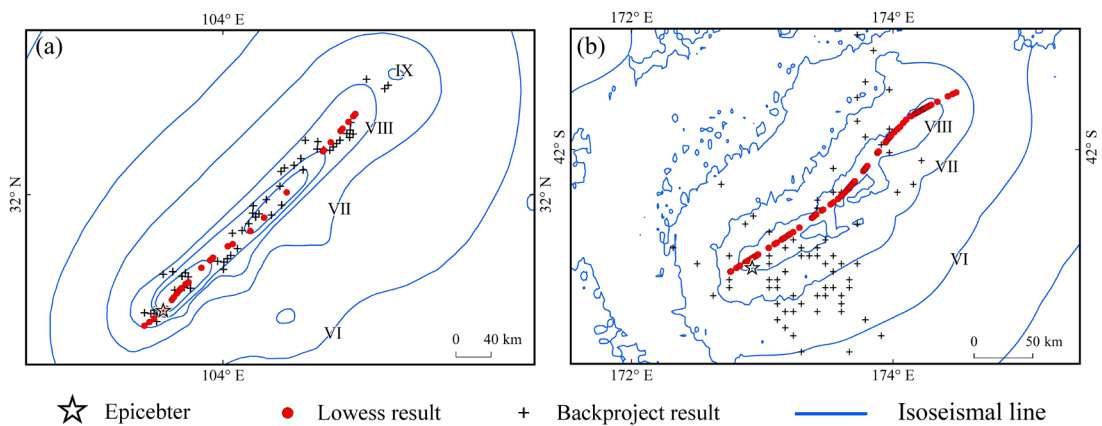 104° E
172° E
174° E
(a)
(b)
IX
VIII
VII
VI
32° N
32° N
0 40 km
104° E
VIII
VII
VI
42° S
42° S
0 50 km
172° E
174° E
Epicebter
Lowess result
Backproject result
Isoseismal line